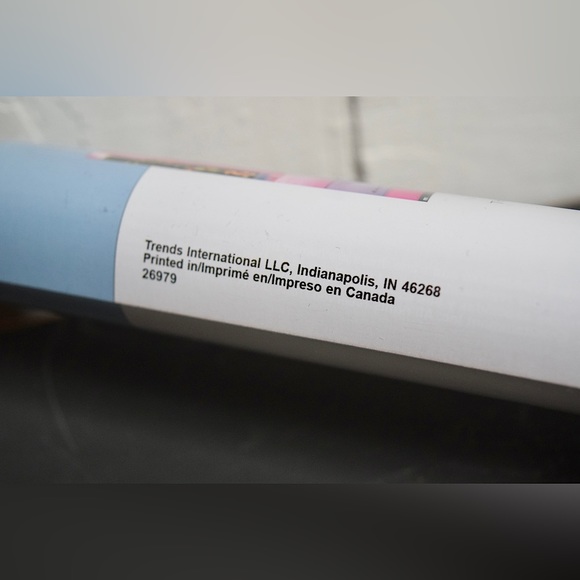 Trends International LLC, Indianapolis, IN 46268
Printed in/Imprimé en/Impreso en Canada
26979